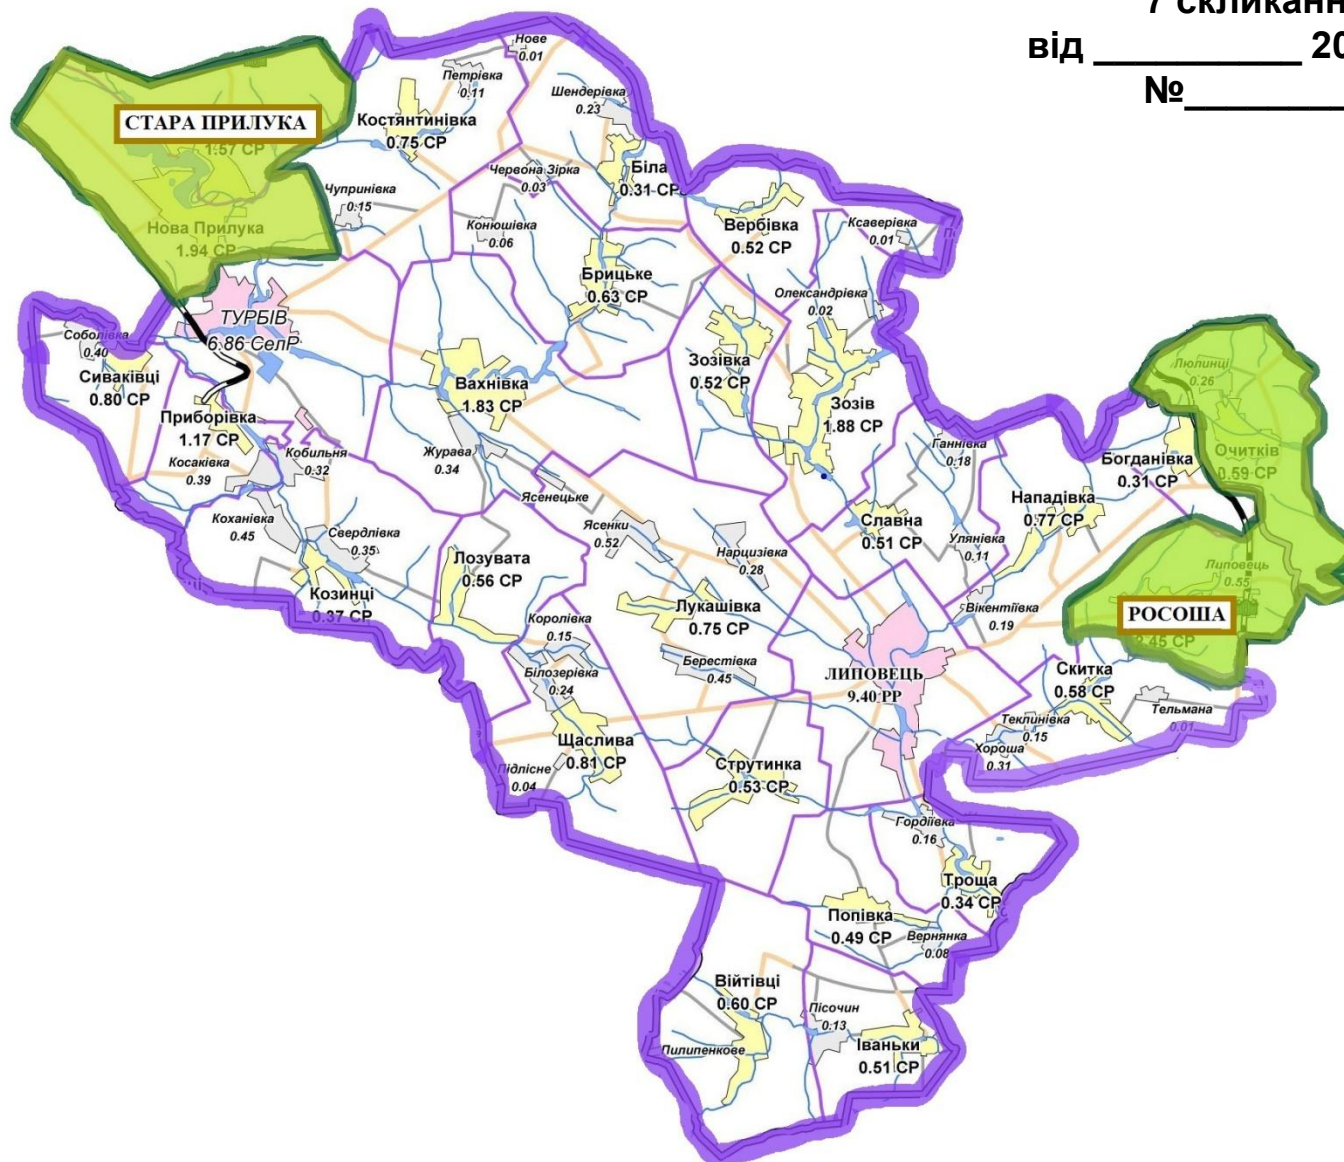 7 скликанн
від ____________ 20
№__________
СТАРА ПРИЛУКА
1.57 СР
Нова Прилука
1.94 СР
Костянтинівка
0.75 СР
Петрівка
0.11
Нове
0.01
Шендерівка
0.23
Чупринівка
0.15
Червона Зірка
0.03
Біла
0.31 СР
Конюшівка
0.06
Вербівка
0.52 СР
Ксаверівка
0.01
Брицьке
0.63 СР
Олександрівка
0.02
ТУРБІВ
6.86 СелР
Соболівка
0.40
Сиваківці
0.80 СР
Приборівка
1.17 СР
Вахнівка
1.83 СР
Зозівка
0.52 СР
Зозів
1.88 СР
Люлинці
0.26
Очитків
0.59 СР
Косаківка
0.39
Кобильня
0.32
Журава
0.34
Ясенецьке
Ганнівка
0.18
Богданівка
0.31 СР
Нападівка
0.77 СР
Коханівка
0.45
Свердлівка
0.35
Ясенки
0.52
Нарцизівка
0.28
Славна
0.51 СР
Улянівка
0.11
Козинці
0.37 СР
Лозувата
0.56 СР
Лукашівка
0.75 СР
Вікентіївка
0.19
Липовець
0.55
РОСОША
2.45 СР
Королівка
0.15
Білозерівка
0.24
Берестівка
0.45
ЛИПОВЕЦЬ
9.40 РР
Скитка
0.58 СР
Тельмана
0.01
Теклинівка
0.15
Хороша
0.31
Щаслива
0.81 СР
Підлісне
0.04
Струтинка
0.53 СР
Гордіївка
0.16
Троща
0.34 СР
Попівка
0.49 СР
Вернянка
0.08
Війтівці
0.60 СР
Пісочин
0.13
Пилипенкове
Іваньки
0.51 СР